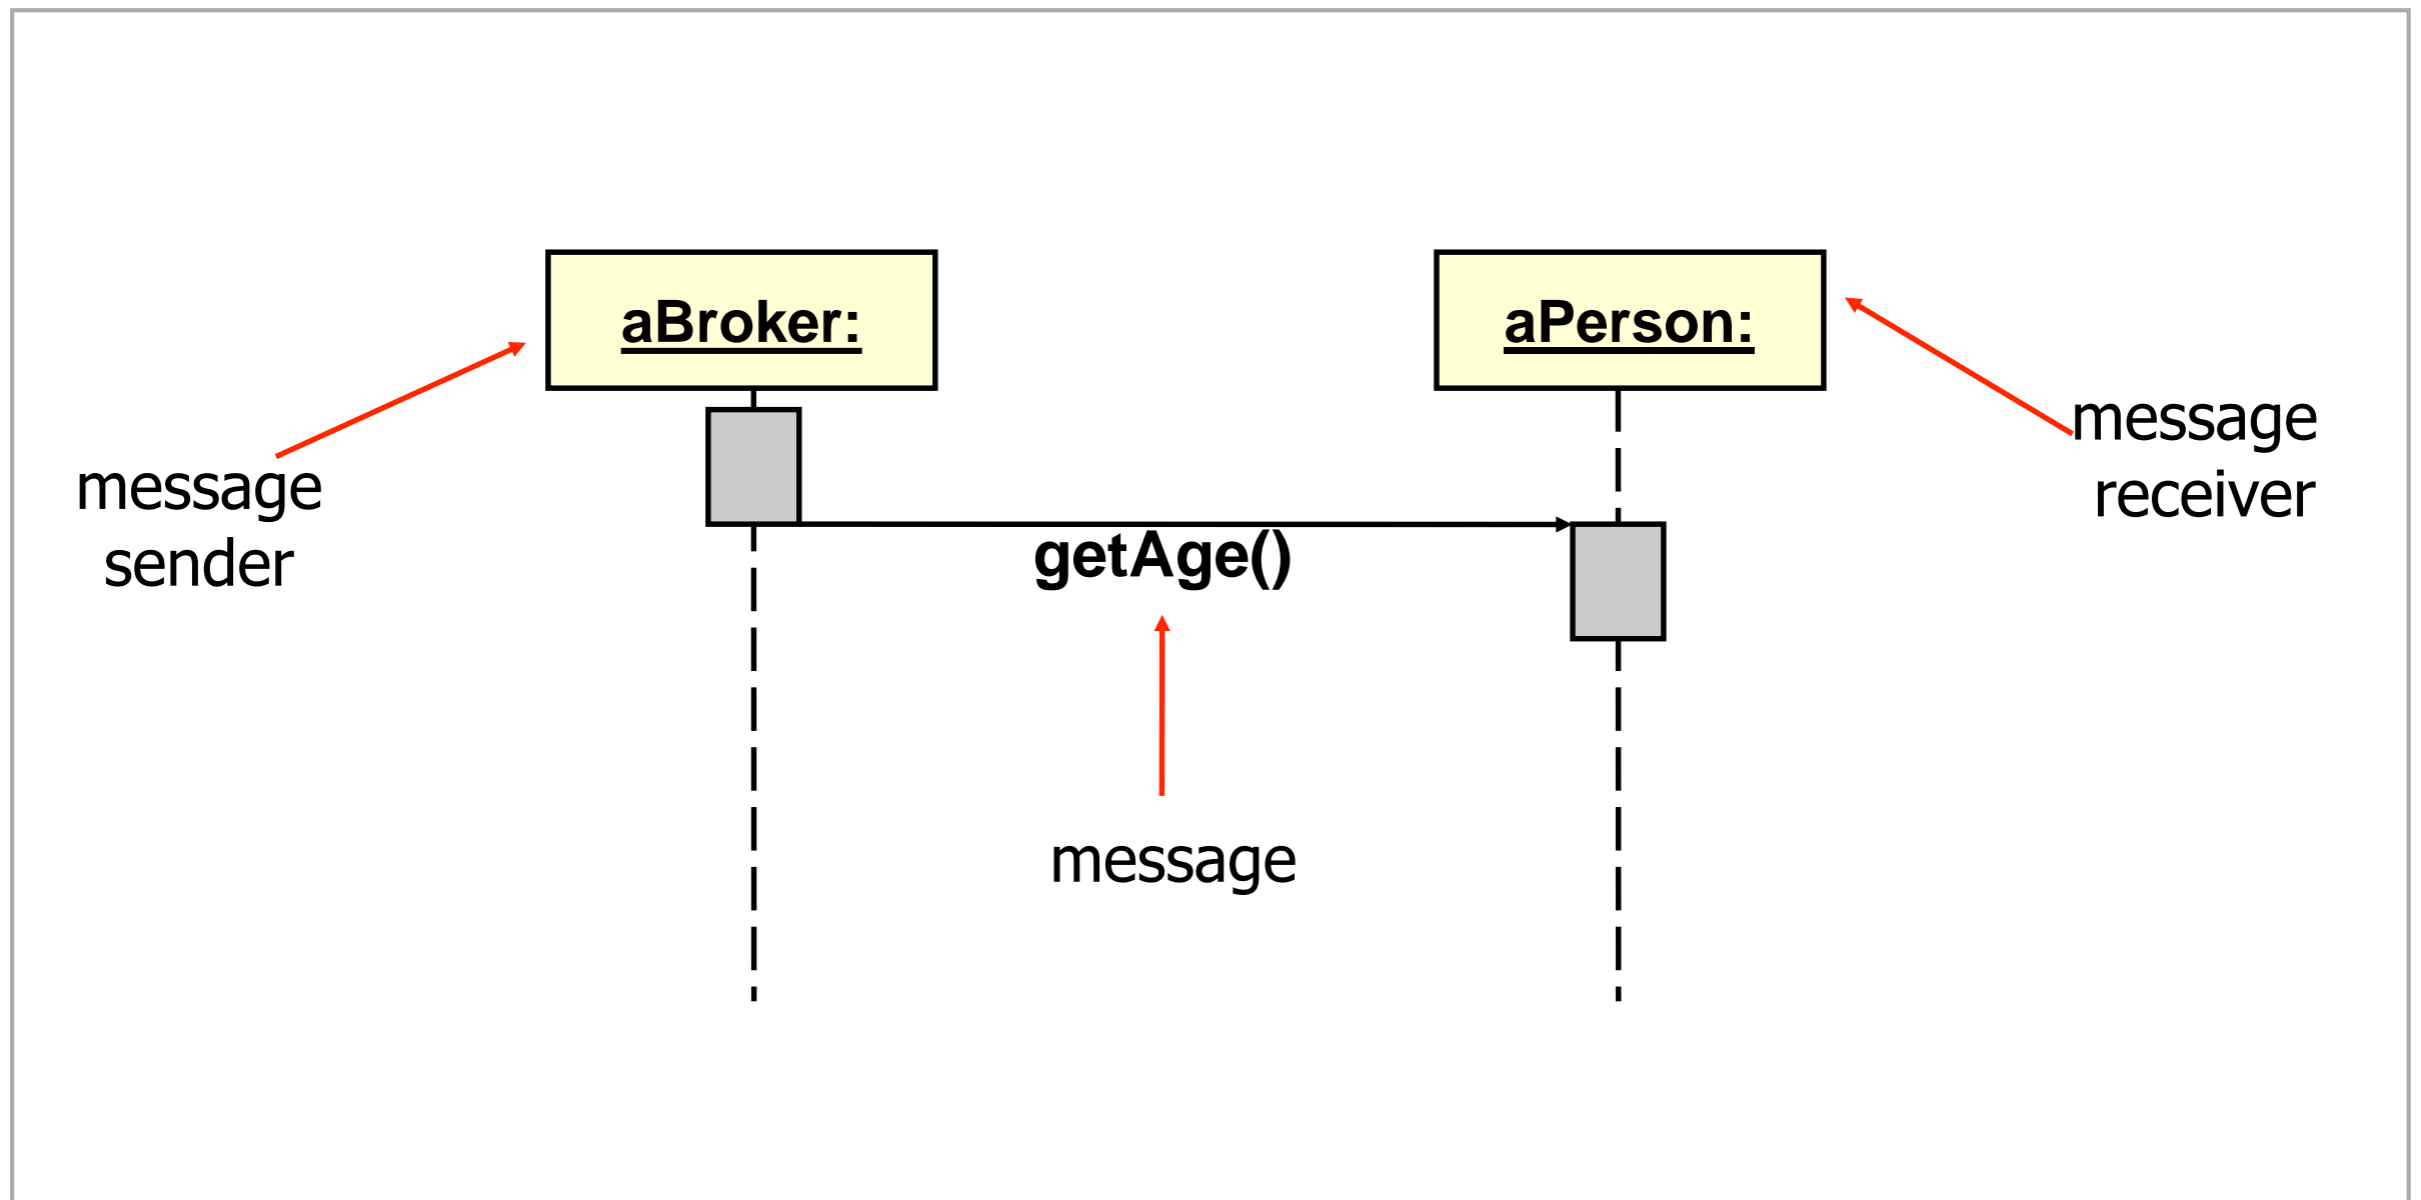 aBroker:
aPerson:
message
receiver
message
sender
getAge()
message